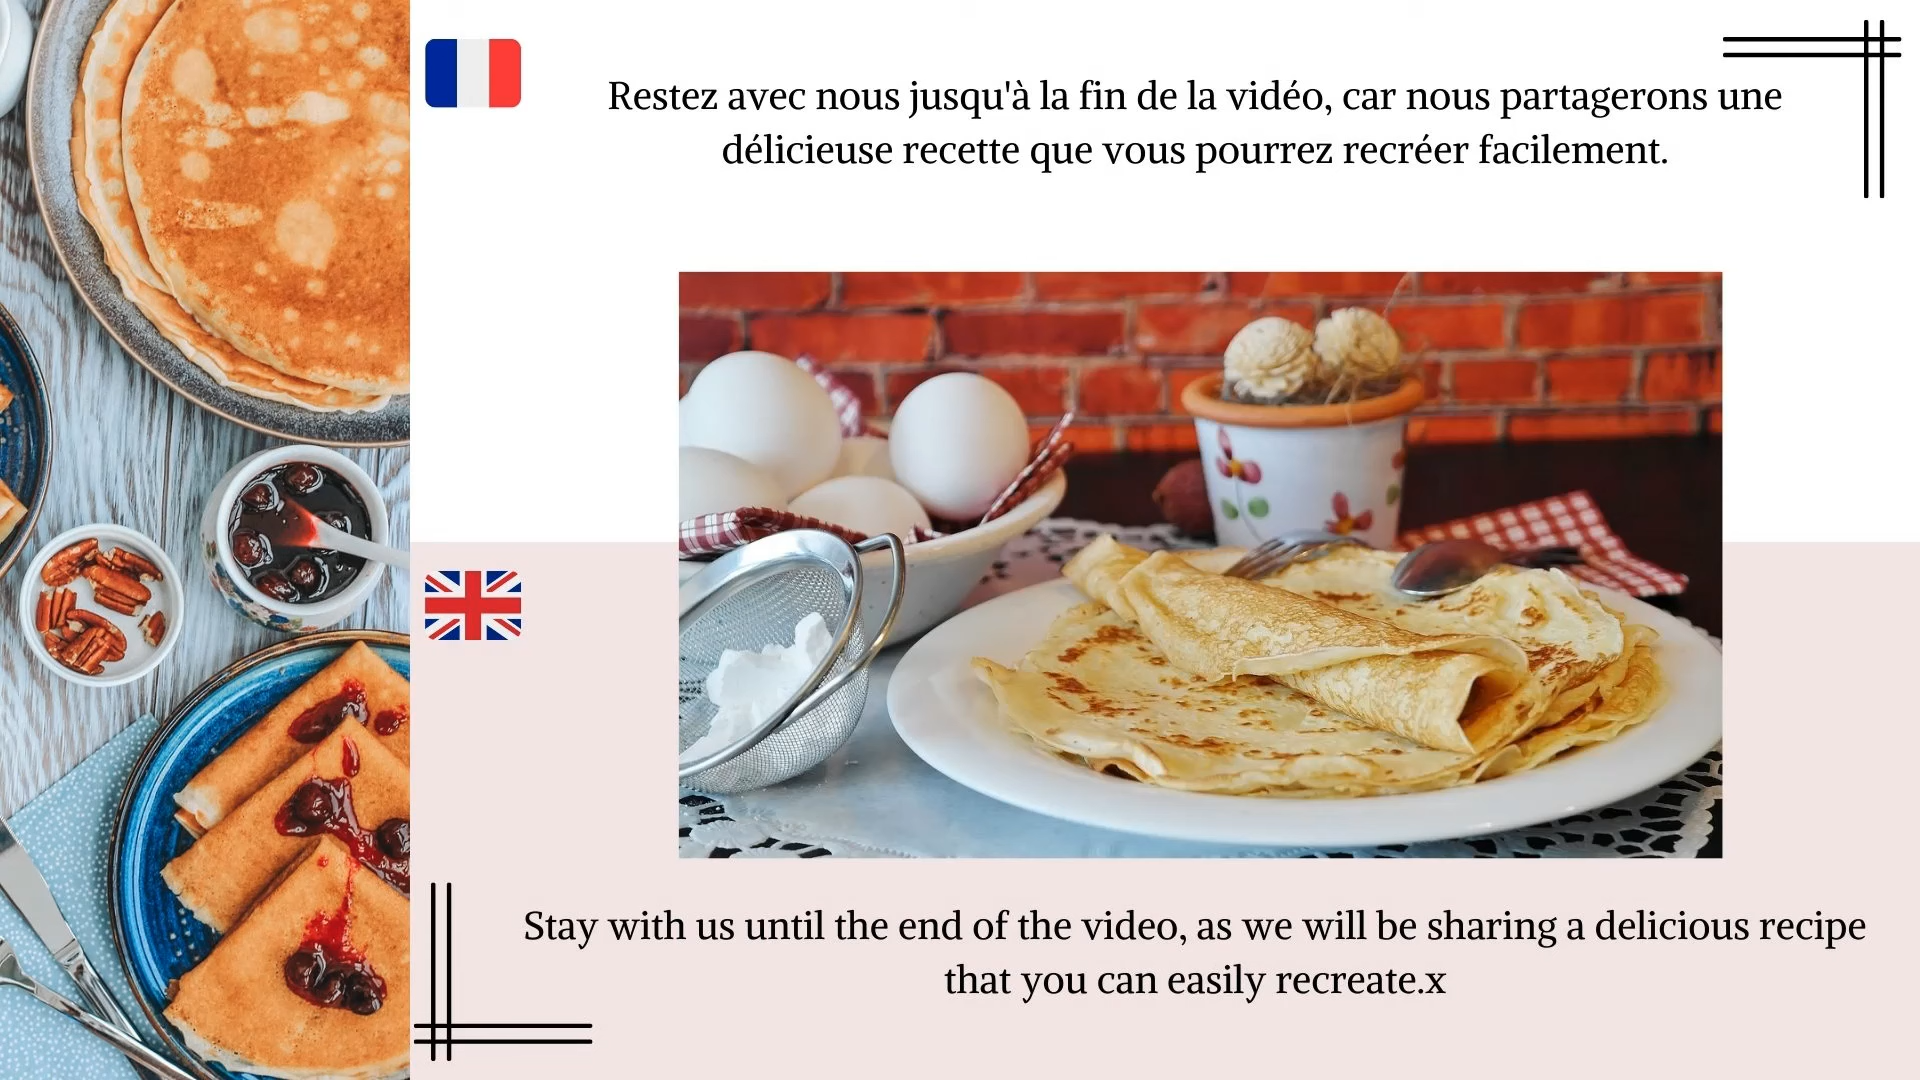 Restez avec nous jusqu'à la fin de la vidéo, car nous partagerons une
délicieuse recette que vous pourrez recréer facilement.
Stay with us until the end of the video, as we will be sharing a delicious recipe
that you can easily recreate.x